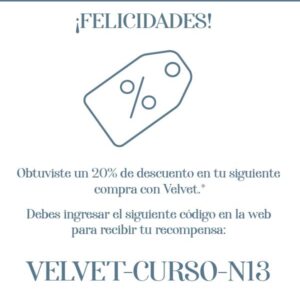 ¡FELICIDADES!
%
Obtuviste un 20% de descuento en tu siguiente
compra con Velvet.*
Debes ingresar el siguiente código en la web
para recibir tu recompensa:
VELVET-CURSO-N13